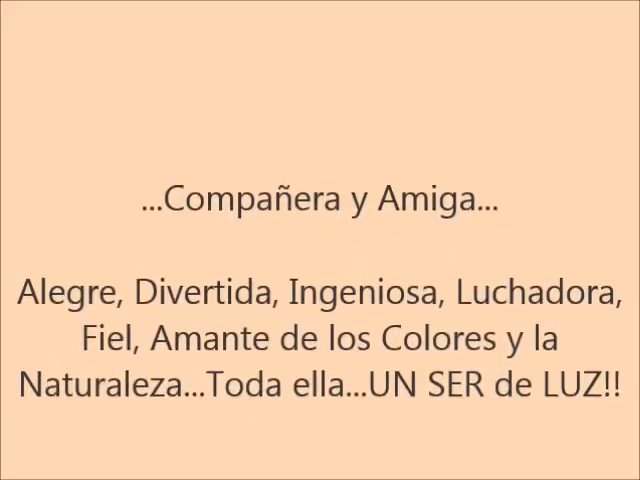 ...Compañera y Amiga...
Alegre, Divertida, Ingeniosa, Luchadora,
Fiel, Amante de los Colores y la
Naturaleza...Toda ella...UN SER de LUZ!!